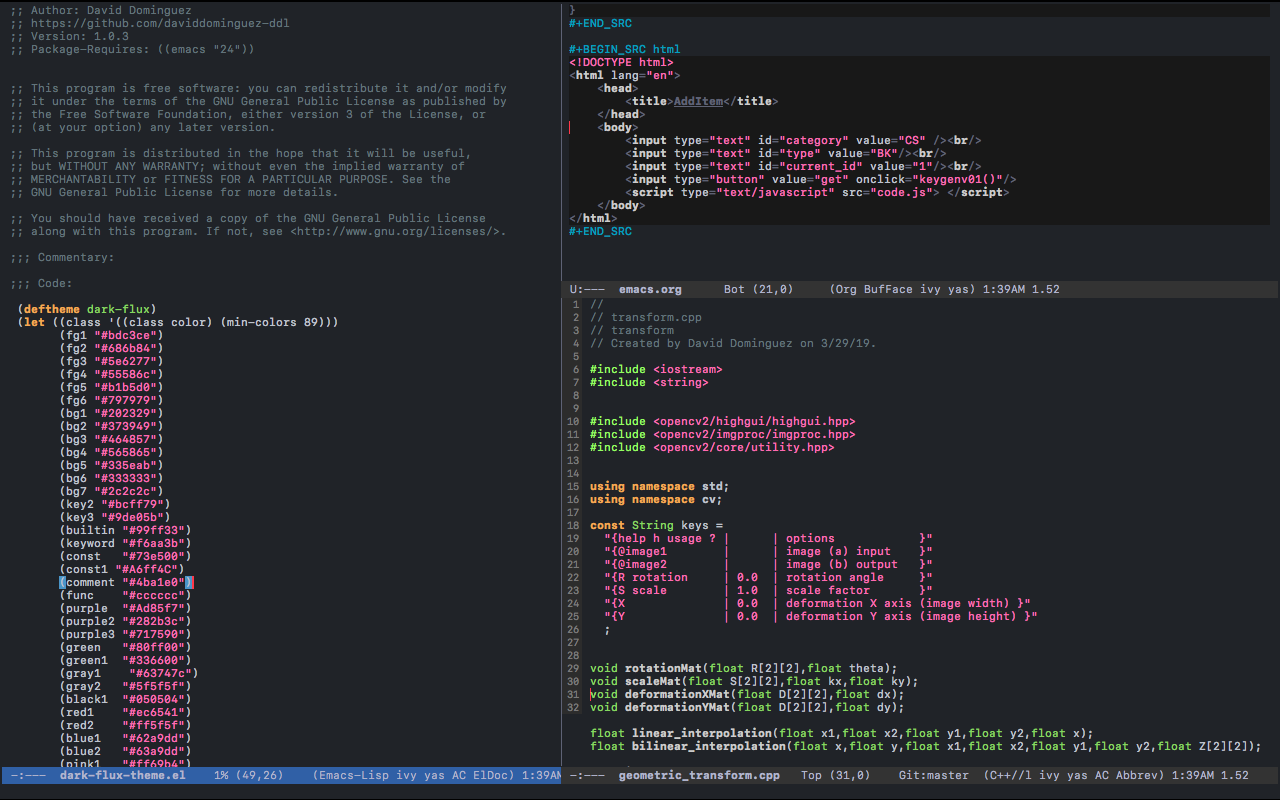 ;; Author: David Dominguez
;; https://github.com/daviddominguez-ddl
;; Version: 1.0.3
;; Package-Requires: ((emacs "24"))
;; This program is free software: you can redistribute it and/or modify
;; it under the terms of the GNU General Public License as published by
;; the Free Software Foundation, either version 3 of the License, or
;; (at your option) any later version.
;; This program is distributed in the hope that it will be useful,
;; but WITHOUT ANY WARRANTY; without even the implied warranty of
;; MERCHANTABILITY or FITNESS FOR A PARTICULAR PURPOSE. See the
;; GNU General Public License for more details.
;; You should have received a copy of the GNU General Public License
;; along with this program. If not, see <http://www.gnu.org/licenses/>.
;;; Commentary:
;;; Code:
(deftheme dark-flux)
(let ((class '((class color) (min-colors 89)))
(fg1 "#bdc3ce")
(fg2 "#686b84")
(fg3 "#5e6277")
(fg4 "#55586c")
(fg5 "#b1b5d0")
(fg6 "#797979")
(bg1 "#202329")
(bg2 "#373949")
(bg3 "#464857")
(bg4 "#565865")
(bg5 "#335eab")
(bg6 "#333333")
(bg7 "#2c2c2c")
(key2 "#bcff79")
(key3 "#9de05b")
(builtin "#99ff33")
(keyword "#f6aa3b")
(const   "#73e500")
(const1 "#A6ff4C")
(comment "#4ba1e0")
(func    "#cccccc")
(purple  "#Ad85f7")
(purple2 "#282b3c")
(purple3 "#717590")
(green   "#80ff00")
(green1  "#336600")
(gray1    "#63747c")
(gray2   "#5f5f5f")
(black1  "#050504")
(red1    "#ec6541")
(red2    "#ff5f5f")
(blue1   "#62a9dd")
(blue2   "#63a9dd")
(pink1   "#ff69b4")
-:---  dark-flux-theme.el    1% (49,26)    (Emacs-Lisp ivy yas AC ElDoc) 1:39AM
}
#+END_SRC
#+BEGIN_SRC html
<!DOCTYPE html>
<html lang="en">
<head>
<title>AddItem</title>
</head>
<body>
<input type="text" id="category" value="CS" /><br/>
<input type="text" id="type" value="BK"/><br/>
<input type="text" id="current_id" value="1"/><br/>
<input type="button" value="get" onclick="keygenv01()"/>
<script type="text/javascript" src="code.js"> </script>
</body>
</html>
#+END_SRC
U:---  emacs.org      Bot (21,0)     (Org BufFace ivy yas) 1:39AM 1.52
1 //
2 // transform.cpp
3 // transform
4 // Created by David Dominguez on 3/29/19.
5
6 #include <iostream>
7 #include <string>
8
9
10 #include <opencv2/highgui/highgui.hpp>
11 #include <opencv2/imgproc/imgproc.hpp>
12 #include <opencv2/core/utility.hpp>
13
14
15 using namespace std;
16 using namespace cv;
17
18 const String keys =
19   "{help h usage ? |      | options            }"
20   "{@image1        |      | image (a) input    }"
21   "{@image2        |      | image (b) output   }"
22   "{R rotation     | 0.0  | rotation angle     }"
23   "{S scale        | 1.0  | scale factor       }"
24   "{X              | 0.0  | deformation X axis (image width) }"
25   "{Y              | 0.0  | deformation Y axis (image height) }"
26   ;
27
28
29 void rotationMat(float R[2][2],float theta);
30 void scaleMat(float S[2][2],float kx,float ky);
31 void deformationXMat(float D[2][2],float dx);
32 void deformationYMat(float D[2][2],float dy);
float linear_interpolation(float x1,float x2,float y1,float y2,float x);
float bilinear_interpolation(float x,float y,float x1,float x2,float y1,float y2,float Z[2][2]);
-:---  geometric_transform.cpp   Top (31,0)    Git:master  (C++//l ivy yas AC Abbrev) 1:39AM 1.52